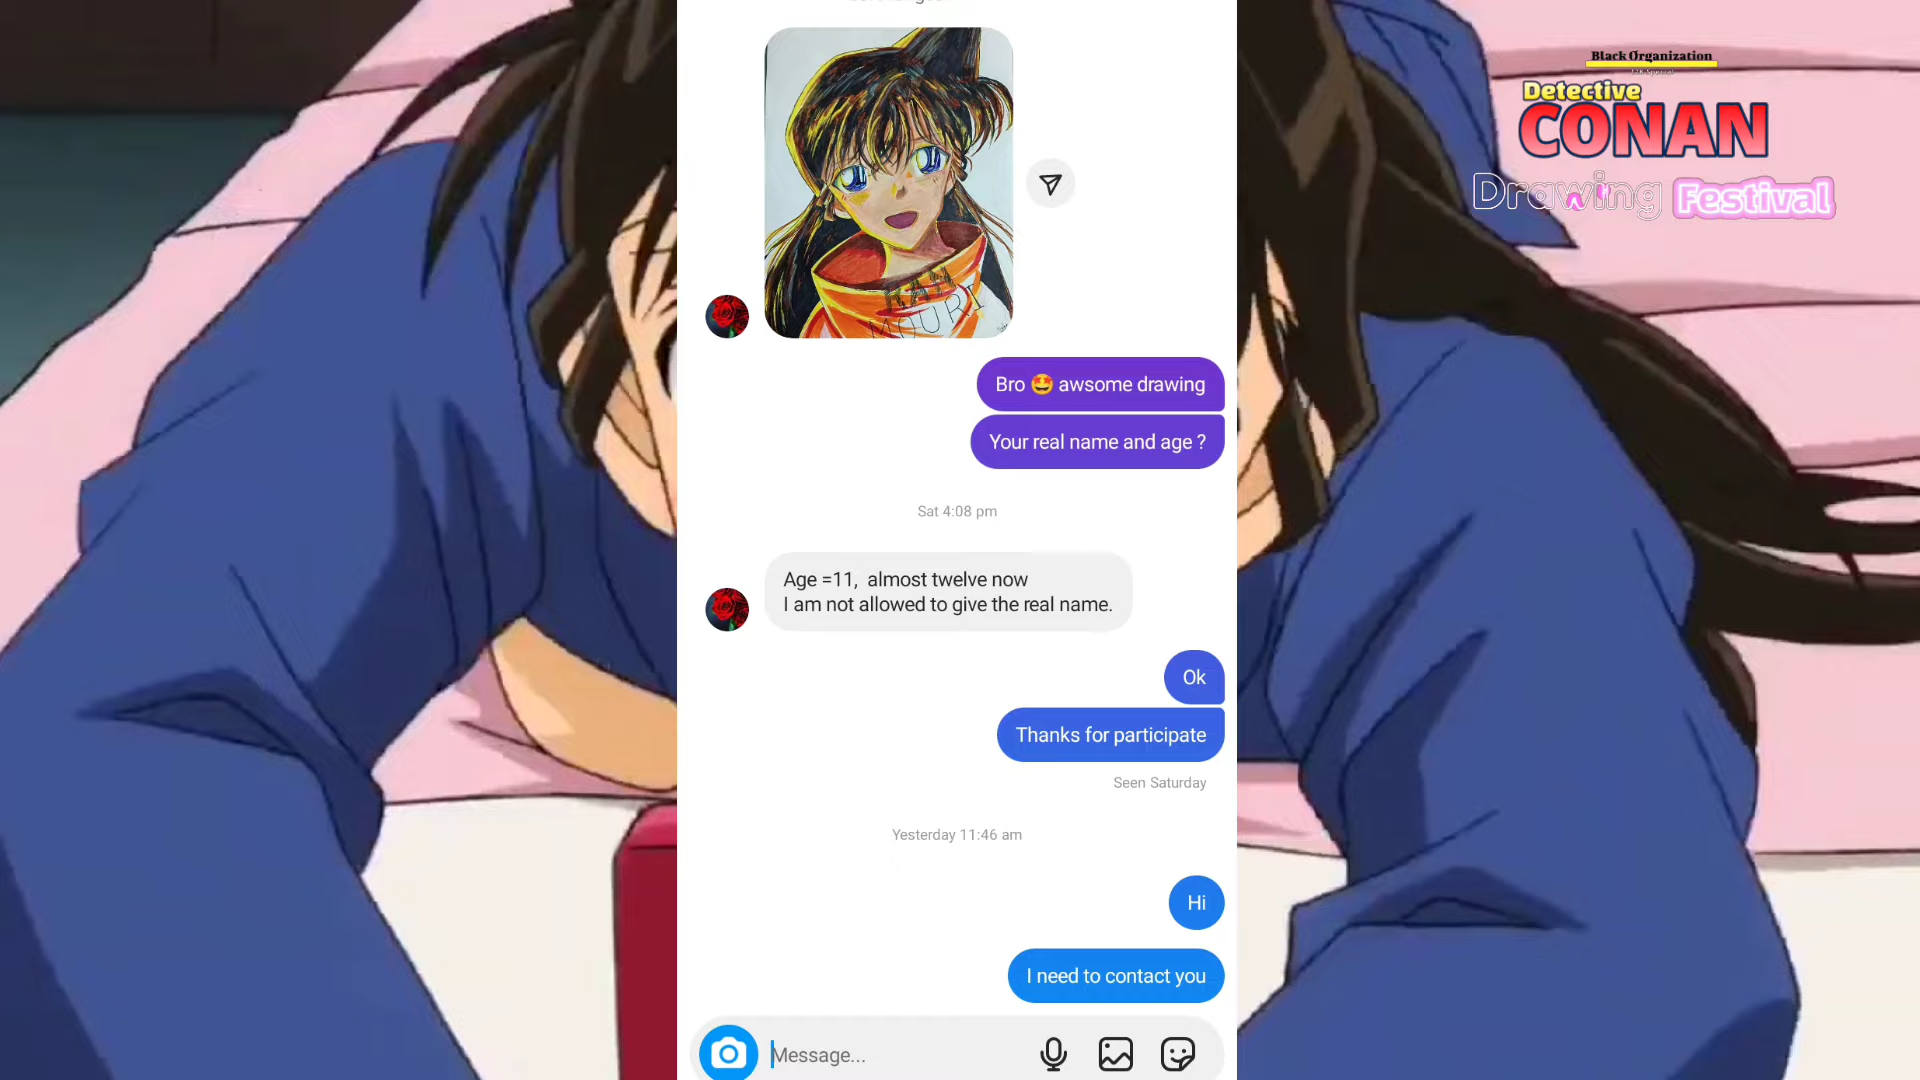 Black Organization
Detective
CONAN
Drawing Festival
RAN
MOURI
Bro 🤩 awsome drawing
Your real name and age ?
Sat 4:08 pm
Age =11, almost twelve now
I am not allowed to give the real name.
Ok
Thanks for participate
Seen Saturday
Yesterday 11:46 am
Hi
I need to contact you
Message...